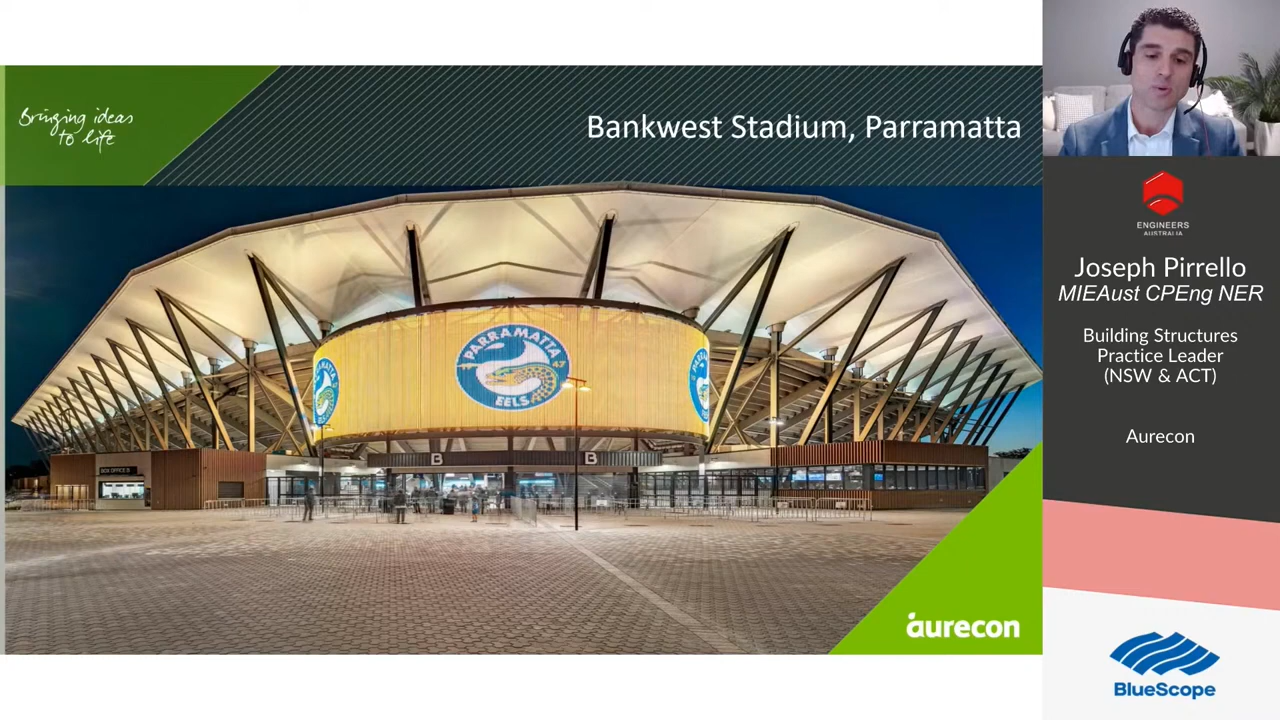 Bringing ideas
to life
Bankwest Stadium, Parramatta
PARRAMATTA
47
EELS
B
B
BOX OFFICE B
aurecon
ENGINEERS
AUSTRALIA
Joseph Pirrello
MIEAust CPEng NER
Building Structures
Practice Leader
(NSW & ACT)
Aurecon
BlueScope